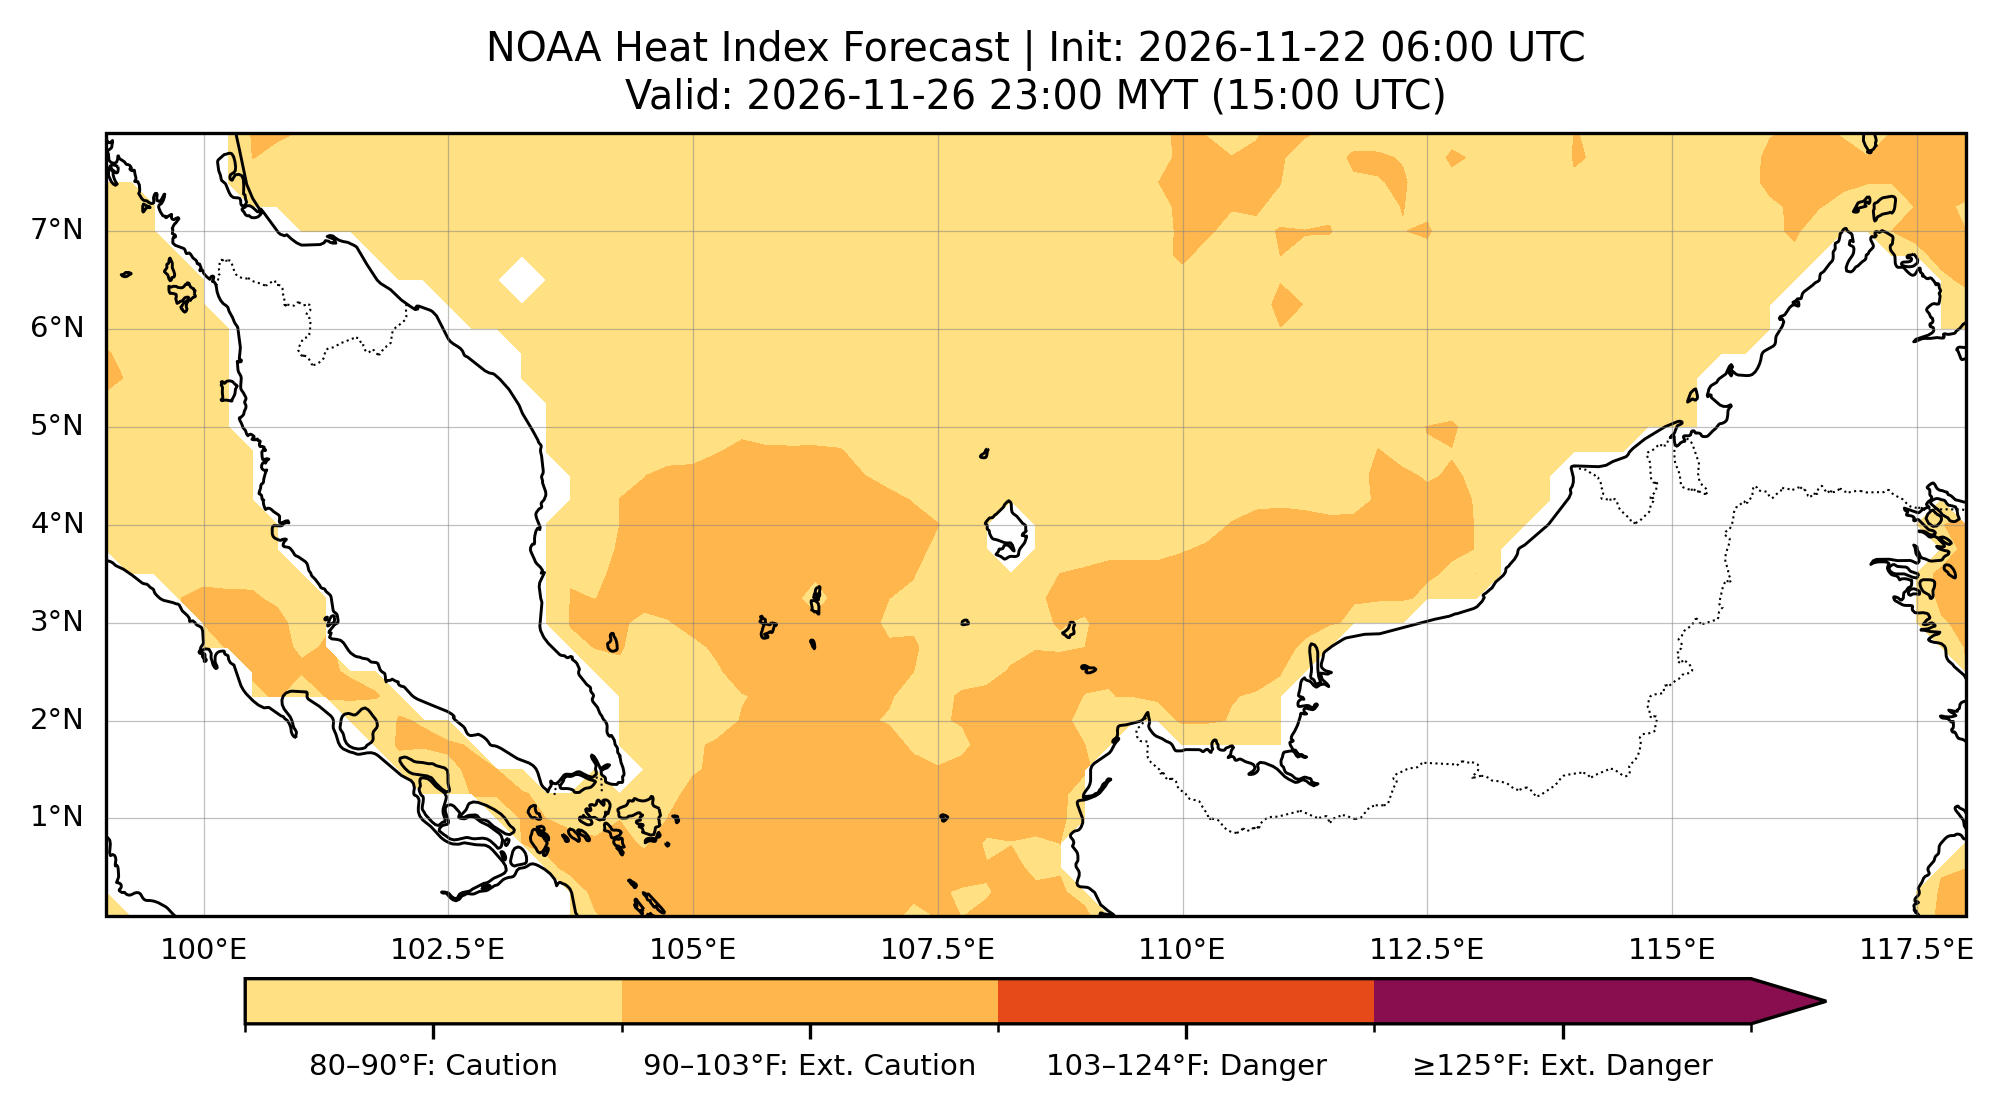 NOAA Heat Index Forecast | Init: 2026-11-22 06:00 UTC
Valid: 2026-11-26 23:00 MYT (15:00 UTC)
7°N
6°N
5°N
4°N
3°N
2°N
1°N
100°E
102.5°E
105°E
107.5°E
110°E
112.5°E
115°E
117.5°E
80–90°F: Caution
90–103°F: Ext. Caution
103–124°F: Danger
≥125°F: Ext. Danger